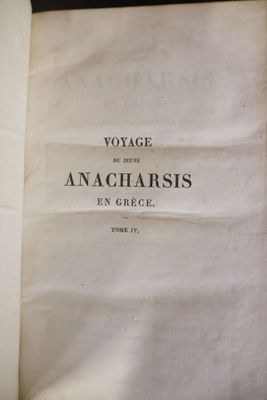 VOYAGE
DU JEUNE
ANACHARSIS
EN GRÈCE.
TOME IV.